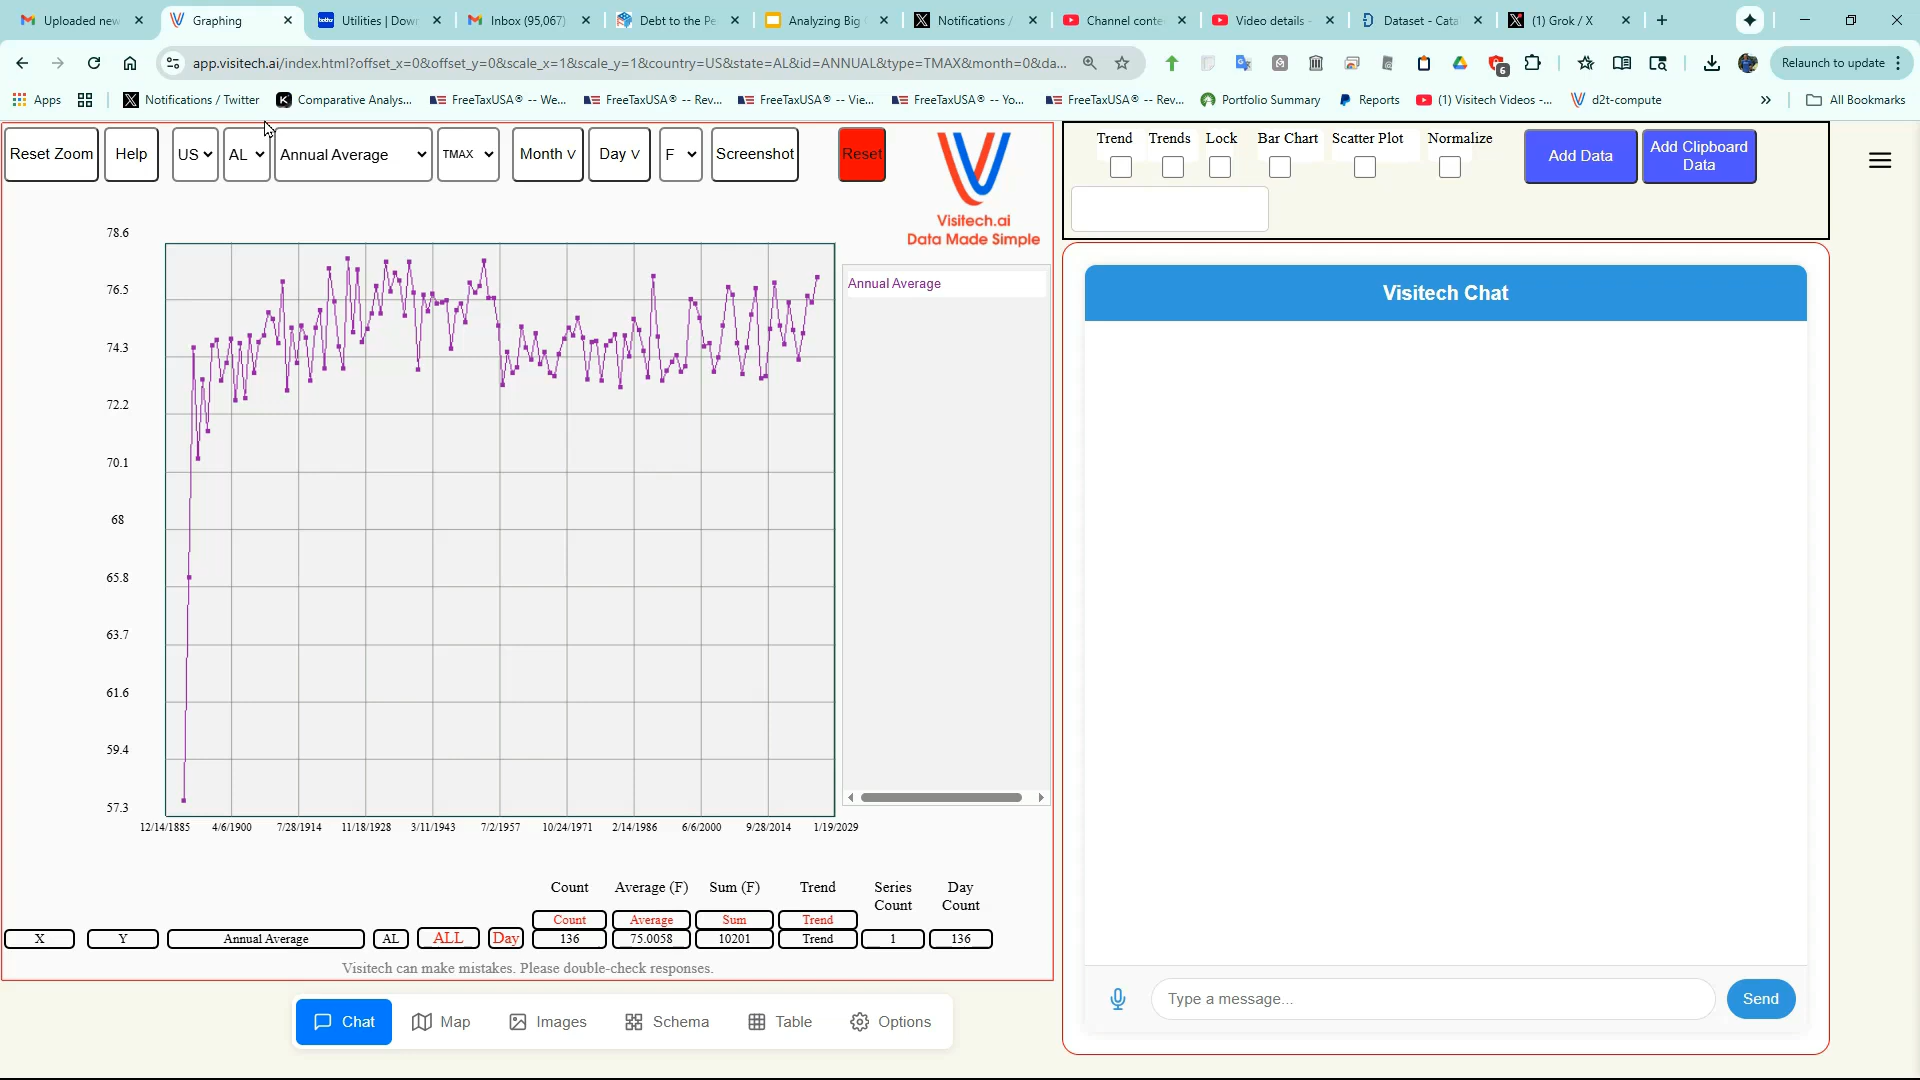 Uploaded new
Graphing
Utilities | Dow
Inbox (95,067)
Debt to the Pe
Analyzing Big
Notifications /
Channel conte
Video details
Dataset - Cata
(1) Grok / X
app.visitech.ai/index.html?offset_x=0&offset_y=0&scale_x=1&scale_y=1&country=US&state=AL&id=ANNUAL&type=TMAX&month=0&da...
6
Relaunch to update
Apps
Notifications / Twitter
Comparative Analys...
FreeTaxUSA® -- We...
FreeTaxUSA® -- Rev...
FreeTaxUSA® -- Vie...
FreeTaxUSA® -- Yo...
FreeTaxUSA® -- Rev...
Portfolio Summary
Reports
(1) Visitech Videos -...
d2t-compute
»
All Bookmarks
Reset Zoom
Help
US
AL
Annual Average
TMAX
Month V
Day V
F
Screenshot
Reset
Visitech.ai
Data Made Simple
Trend
Trends
Lock
Bar Chart
Scatter Plot
Normalize
Add Data
Add Clipboard
Data
78.6
76.5
74.3
72.2
70.1
68
65.8
63.7
61.6
59.4
57.3
Annual Average
12/14/1885
4/6/1900
7/28/1914
11/18/1928
3/11/1943
7/2/1957
10/24/1971
2/14/1986
6/6/2000
9/28/2014
1/19/2029
Visitech Chat
Count
Average (F)
Sum (F)
Trend
Series
Count
Day
Count
Count
Average
Sum
Trend
X
Y
Annual Average
AL
ALL
Day
136
75.0058
10201
Trend
1
136
Visitech can make mistakes. Please double-check responses.
Type a message...
Send
Chat
Map
Images
Schema
Table
Options